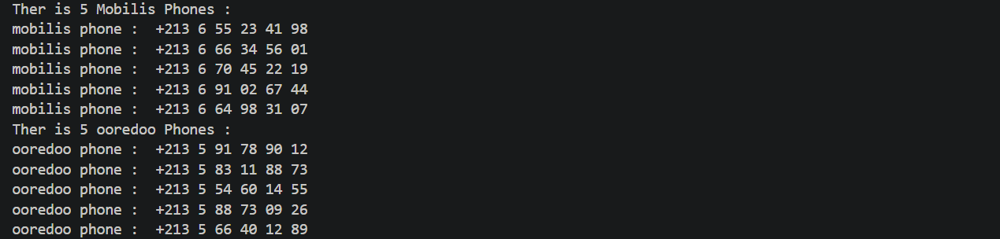 Ther is 5 Mobilis Phones :
mobilis phone :  +213 6 55 23 41 98
mobilis phone :  +213 6 66 34 56 01
mobilis phone :  +213 6 70 45 22 19
mobilis phone :  +213 6 91 02 67 44
mobilis phone :  +213 6 64 98 31 07
Ther is 5 ooredoo Phones :
ooredoo phone :  +213 5 91 78 90 12
ooredoo phone :  +213 5 83 11 88 73
ooredoo phone :  +213 5 54 60 14 55
ooredoo phone :  +213 5 88 73 09 26
ooredoo phone :  +213 5 66 40 12 89